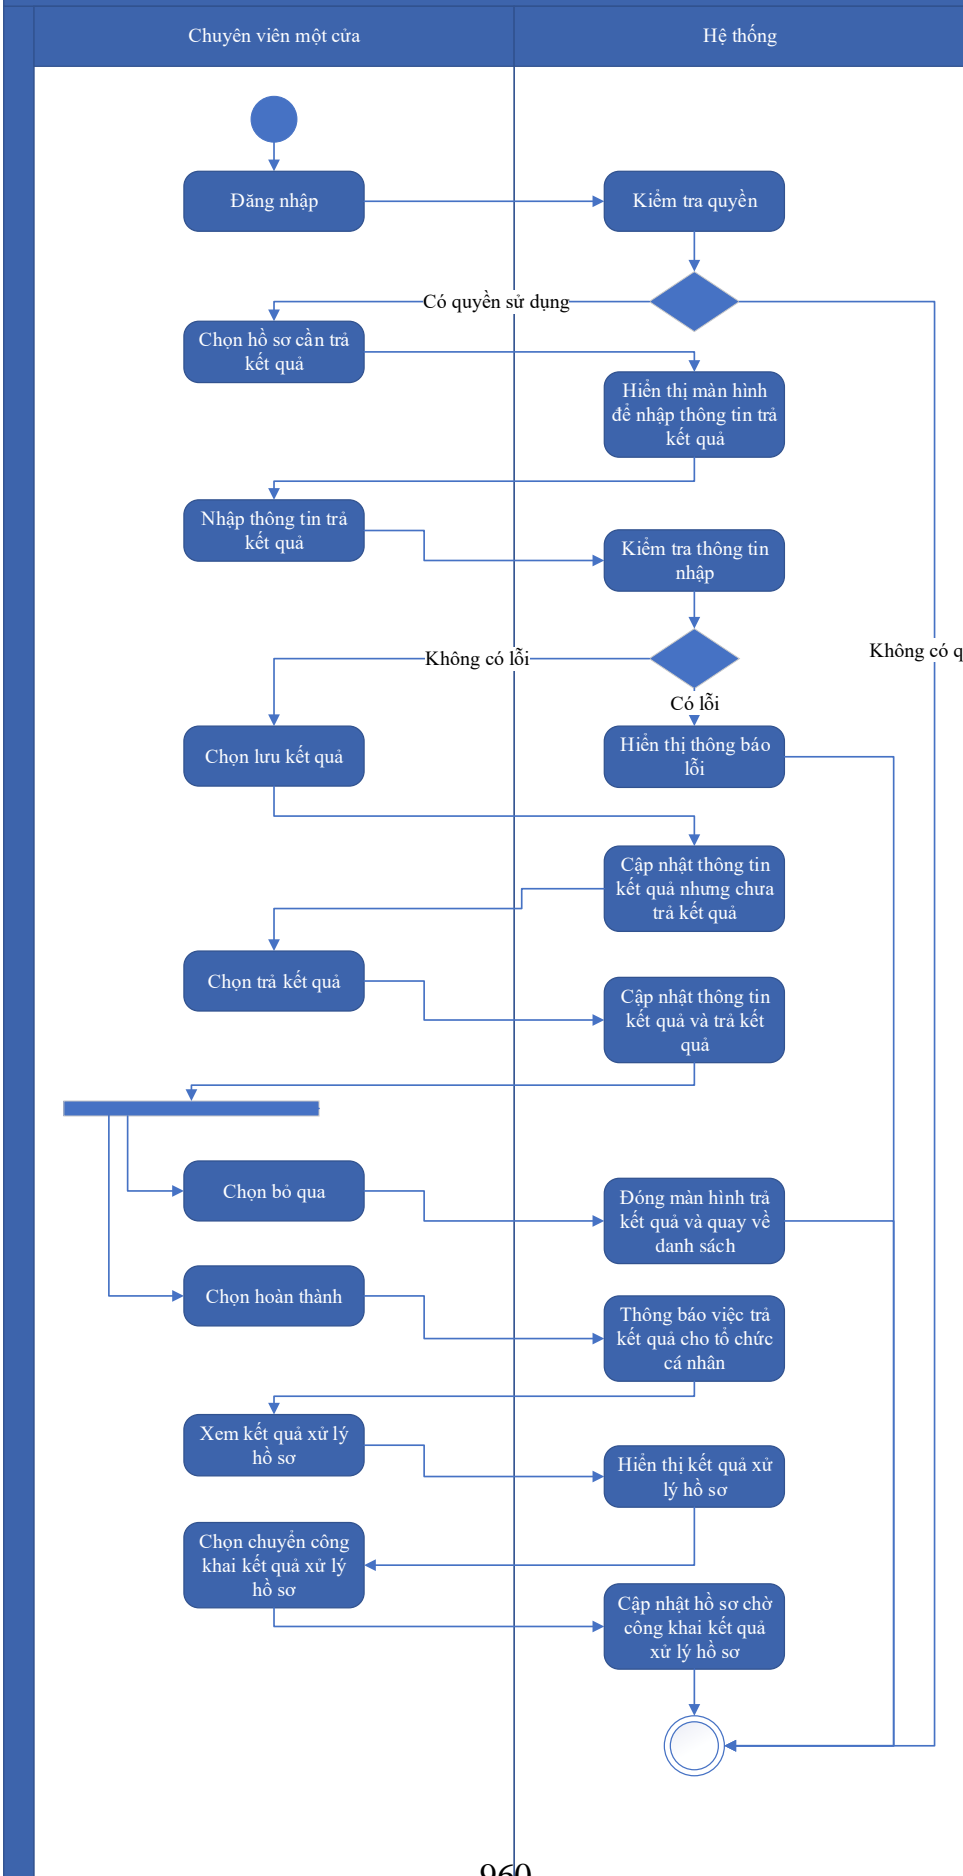 Chuyên viên một cửa
Hệ thống
Đăng nhập
Kiểm tra quyền
Có quyền sử dụng
Chọn hồ sơ cần trả
kết quả
Hiển thị màn hình
để nhập thông tin trả
kết quả
Nhập thông tin trả
kết quả
Kiểm tra thông tin
nhập
Không có q
Không có lỗi
Có lỗi
Chọn lưu kết quả
Hiển thị thông báo
lỗi
Cập nhật thông tin
kết quả nhưng chưa
trả kết quả
Chọn trả kết quả
Cập nhật thông tin
kết quả và trả kết
quả
Chọn bỏ qua
Đóng màn hình trả
kết quả và quay về
danh sách
Chọn hoàn thành
Thông báo việc trả
kết quả cho tổ chức
cá nhân
Xem kết quả xử lý
hồ sơ
Hiển thị kết quả xử
lý hồ sơ
Chọn chuyển công
khai kết quả xử lý
hồ sơ
Cập nhật hồ sơ chờ
công khai kết quả
xử lý hồ sơ
960